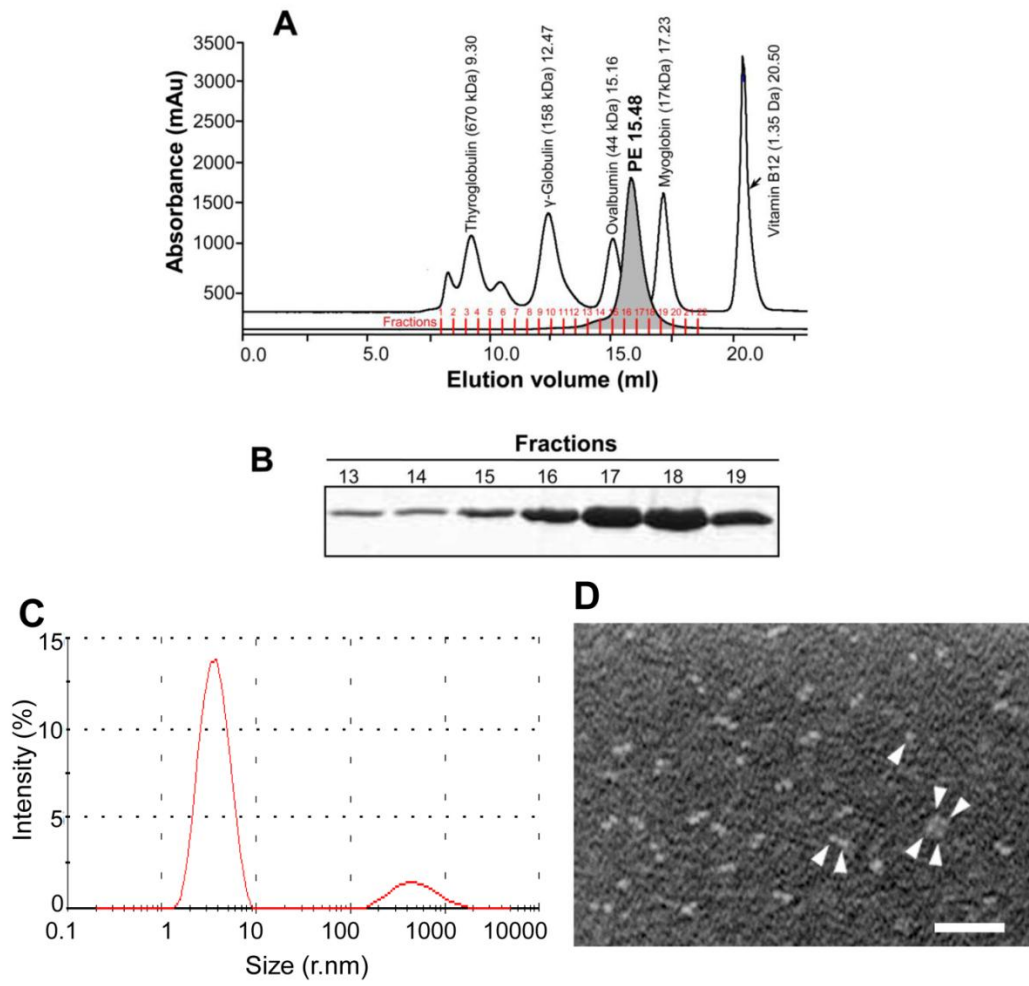 A
3500
3000
2500
2000
1500
1000
500
Absorbance (mAu)
Thyroglobulin (670 kDa) 9.30
γ-Globulin (158 kDa) 12.47
Ovalbumin (44 kDa) 15.16
PE 15.48
Myoglobin (17kDa) 17.23
Vitamin B12 (1.35 Da) 20.50
Fractions 1 2 3 4 5 6 7 8 9 10 11 12 13 14 15 16 17 18 19 20 21 22
0.0 5.0 10.0 15.0 20.0
Elution volume (ml)
B
Fractions
13 14 15 16 17 18 19
C
15
10
5
0
Intensity (%)
0.1 1 10 100 1000 10000
Size (r.nm)
D